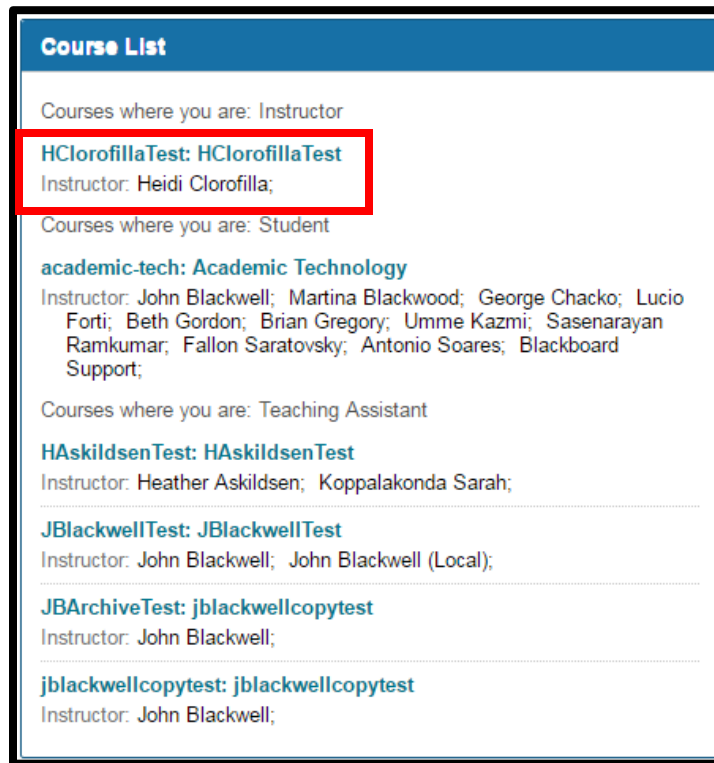 Course List
Courses where you are: Instructor
HClorofillaTest: HClorofillaTest
Instructor: Heidi Clorofilla;
Courses where you are: Student
academic-tech: Academic Technology
Instructor: John Blackwell;  Martina Blackwood;  George Chacko;  Lucio
Forti;  Beth Gordon;  Brian Gregory;  Umme Kazmi;  Sasenarayan
Ramkumar;  Fallon Saratovsky;  Antonio Soares;  Blackboard
Support;
Courses where you are: Teaching Assistant
HAskildsenTest: HAskildsenTest
Instructor: Heather Askildsen;  Koppalakonda Sarah;
JBlackwellTest: JBlackwellTest
Instructor: John Blackwell;  John Blackwell (Local);
JBArchiveTest: jblackwellcopytest
Instructor: John Blackwell;
jblackwellcopytest: jblackwellcopytest
Instructor: John Blackwell;